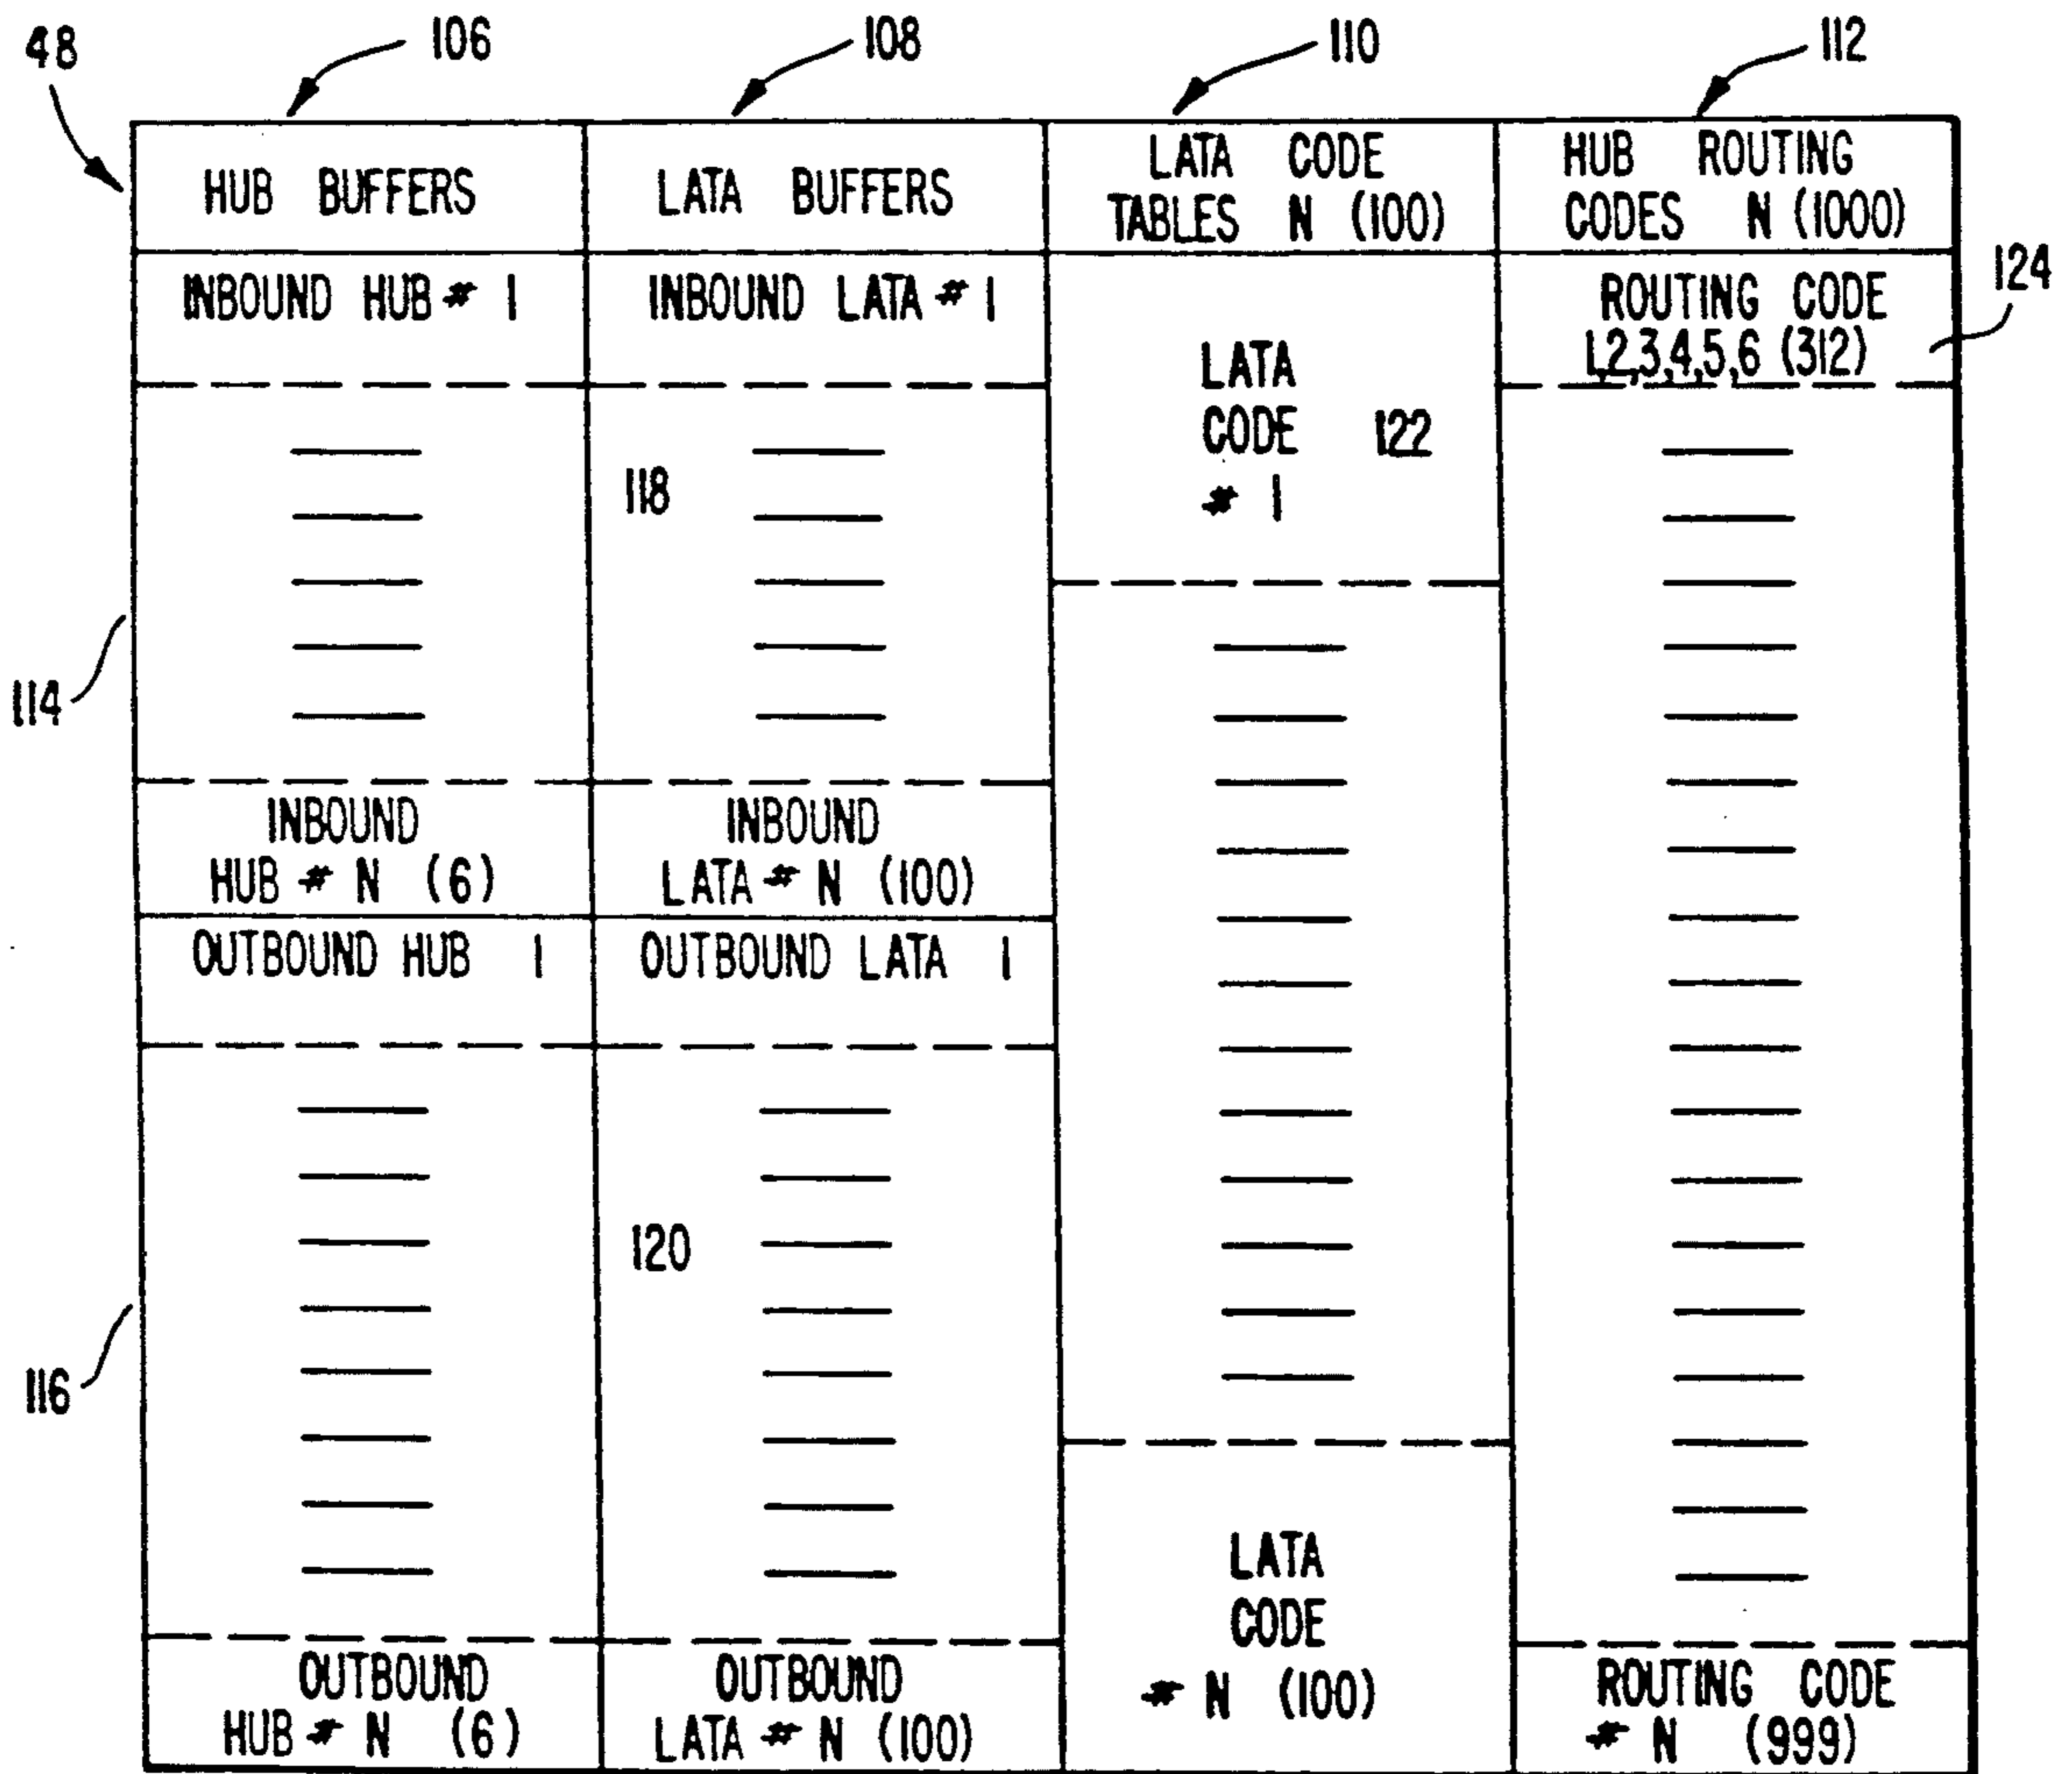 48
106
108
110
112
HUB BUFFERS
LATA BUFFERS
LATA CODE
TABLES N (100)
HUB ROUTING
CODES N (1000)
INBOUND HUB # 1
INBOUND LATA # 1
LATA
CODE 122
# 1
ROUTING CODE
1,2,3,4,5,6 (312)
124
118
114
INBOUND
HUB # N (6)
INBOUND
LATA # N (100)
OUTBOUND HUB 1
OUTBOUND LATA 1
120
116
OUTBOUND
HUB # N (6)
OUTBOUND
LATA # N (100)
LATA
CODE
# N (100)
ROUTING CODE
# N (999)